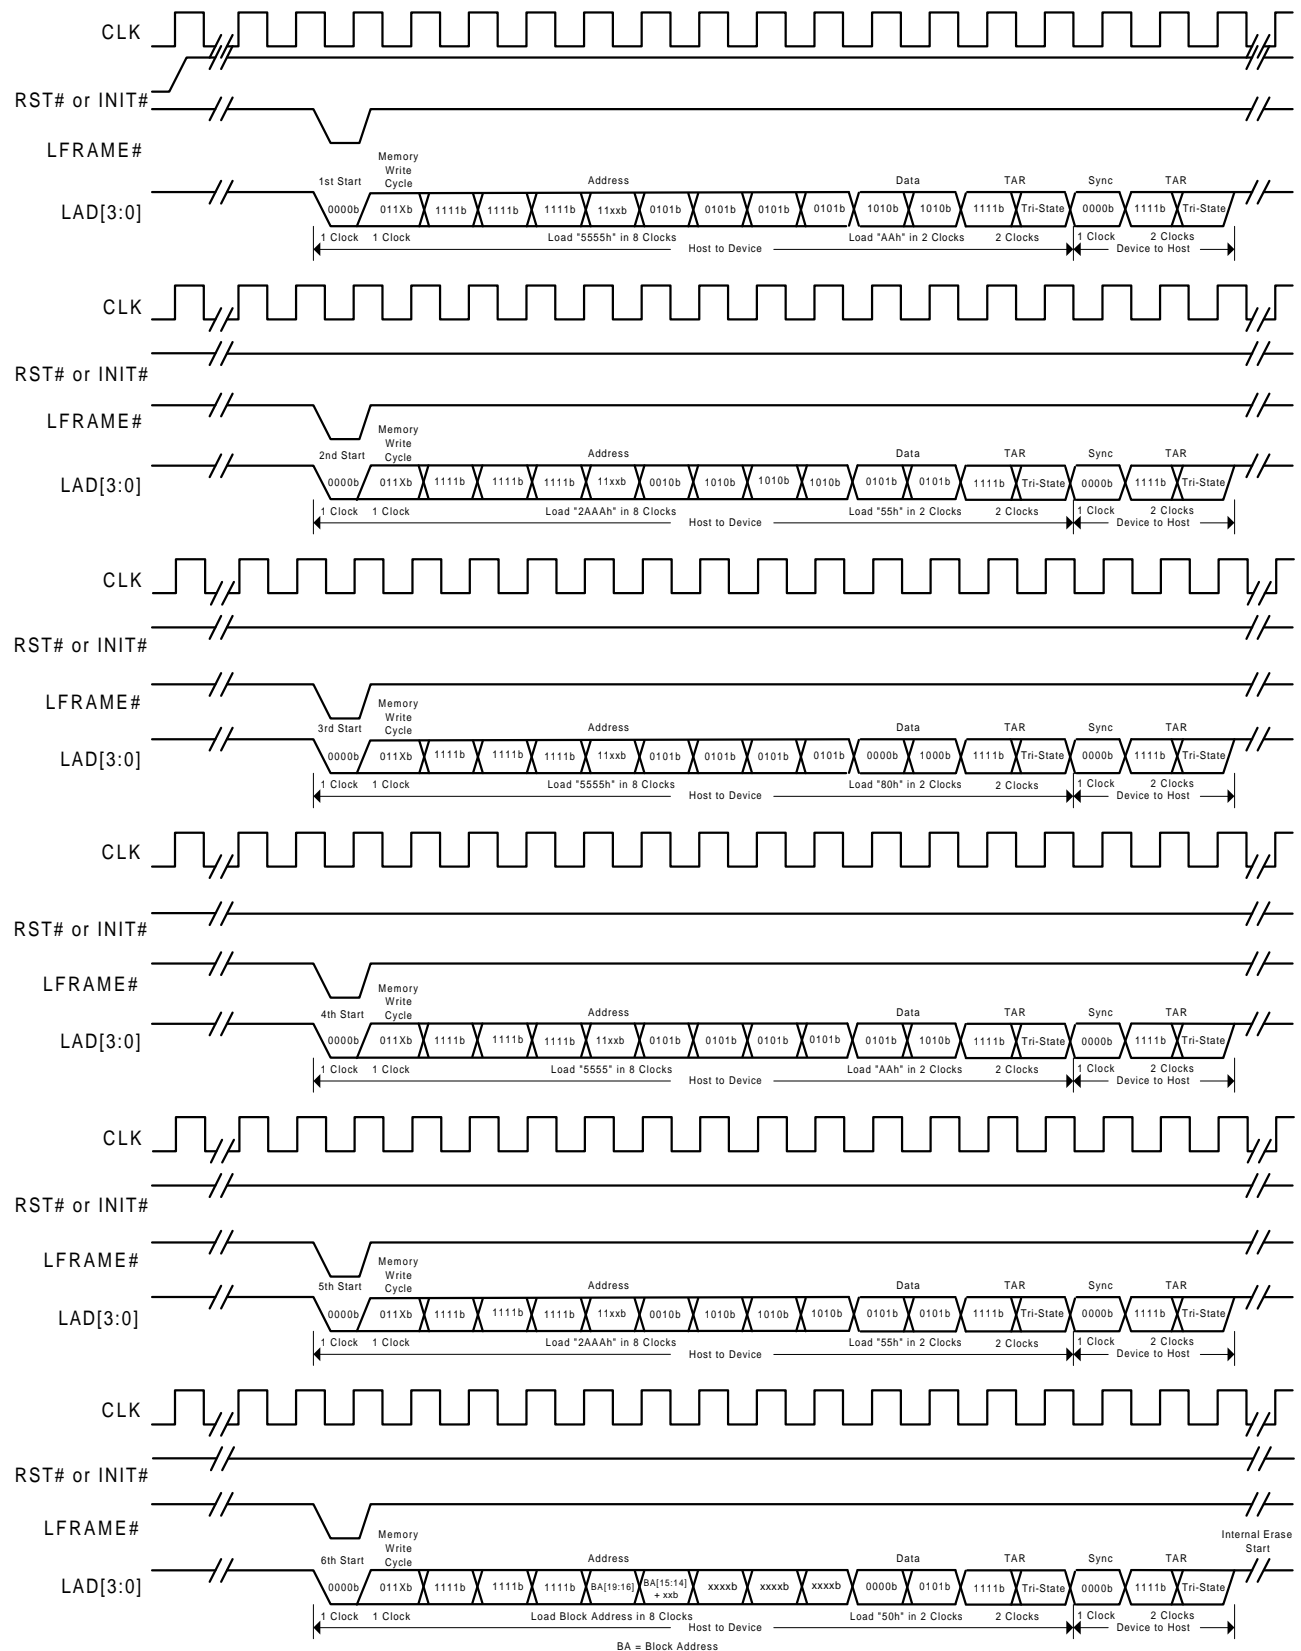 CLK
RST# or INIT#
LFRAME#
Memory
Write
Cycle
1st Start Address Data TAR Sync TAR
LAD[3:0] 0000b 011Xb 1111b 1111b 1111b 11xxb 0101b 0101b 0101b 0101b 1010b 1010b 1111b Tri-State 0000b 1111b Tri-State
1 Clock 1 Clock Load "5555h" in 8 Clocks Load "AAh" in 2 Clocks 2 Clocks 1 Clock 2 Clocks
Host to Device Device to Host
CLK
RST# or INIT#
LFRAME#
Memory
Write
Cycle
2nd Start Address Data TAR Sync TAR
LAD[3:0] 0000b 011Xb 1111b 1111b 1111b 11xxb 0010b 1010b 1010b 1010b 0101b 0101b 1111b Tri-State 0000b 1111b Tri-State
1 Clock 1 Clock Load "2AAAh" in 8 Clocks Load "55h" in 2 Clocks 2 Clocks 1 Clock 2 Clocks
Host to Device Device to Host
CLK
RST# or INIT#
LFRAME#
Memory
Write
Cycle
3rd Start Address Data TAR Sync TAR
LAD[3:0] 0000b 011Xb 1111b 1111b 1111b 11xxb 0101b 0101b 0101b 0101b 0000b 1000b 1111b Tri-State 0000b 1111b Tri-State
1 Clock 1 Clock Load "5555h" in 8 Clocks Load "80h" in 2 Clocks 2 Clocks 1 Clock 2 Clocks
Host to Device Device to Host
CLK
RST# or INIT#
LFRAME#
Memory
Write
Cycle
4th Start Address Data TAR Sync TAR
LAD[3:0] 0000b 011Xb 1111b 1111b 1111b 11xxb 0101b 0101b 0101b 0101b 0101b 1010b 1111b Tri-State 0000b 1111b Tri-State
1 Clock 1 Clock Load "5555" in 8 Clocks Load "AAh" in 2 Clocks 2 Clocks 1 Clock 2 Clocks
Host to Device Device to Host
CLK
RST# or INIT#
LFRAME#
Memory
Write
Cycle
5th Start Address Data TAR Sync TAR
LAD[3:0] 0000b 011Xb 1111b 1111b 1111b 11xxb 0010b 1010b 1010b 1010b 0101b 0101b 1111b Tri-State 0000b 1111b Tri-State
1 Clock 1 Clock Load "2AAAh" in 8 Clocks Load "55h" in 2 Clocks 2 Clocks 1 Clock 2 Clocks
Host to Device Device to Host
CLK
RST# or INIT#
LFRAME#
Memory Internal Erase
Write Start
Cycle
6th Start Address Data TAR Sync TAR
LAD[3:0] 0000b 011Xb 1111b 1111b 1111b BA[19:16] BA[15:14] + xxb xxxxb xxxxb xxxxb 0000b 0101b 1111b Tri-State 0000b 1111b Tri-State
1 Clock 1 Clock Load Block Address in 8 Clocks Load "50h" in 2 Clocks 2 Clocks 1 Clock 2 Clocks
Host to Device Device to Host
BA = Block Address